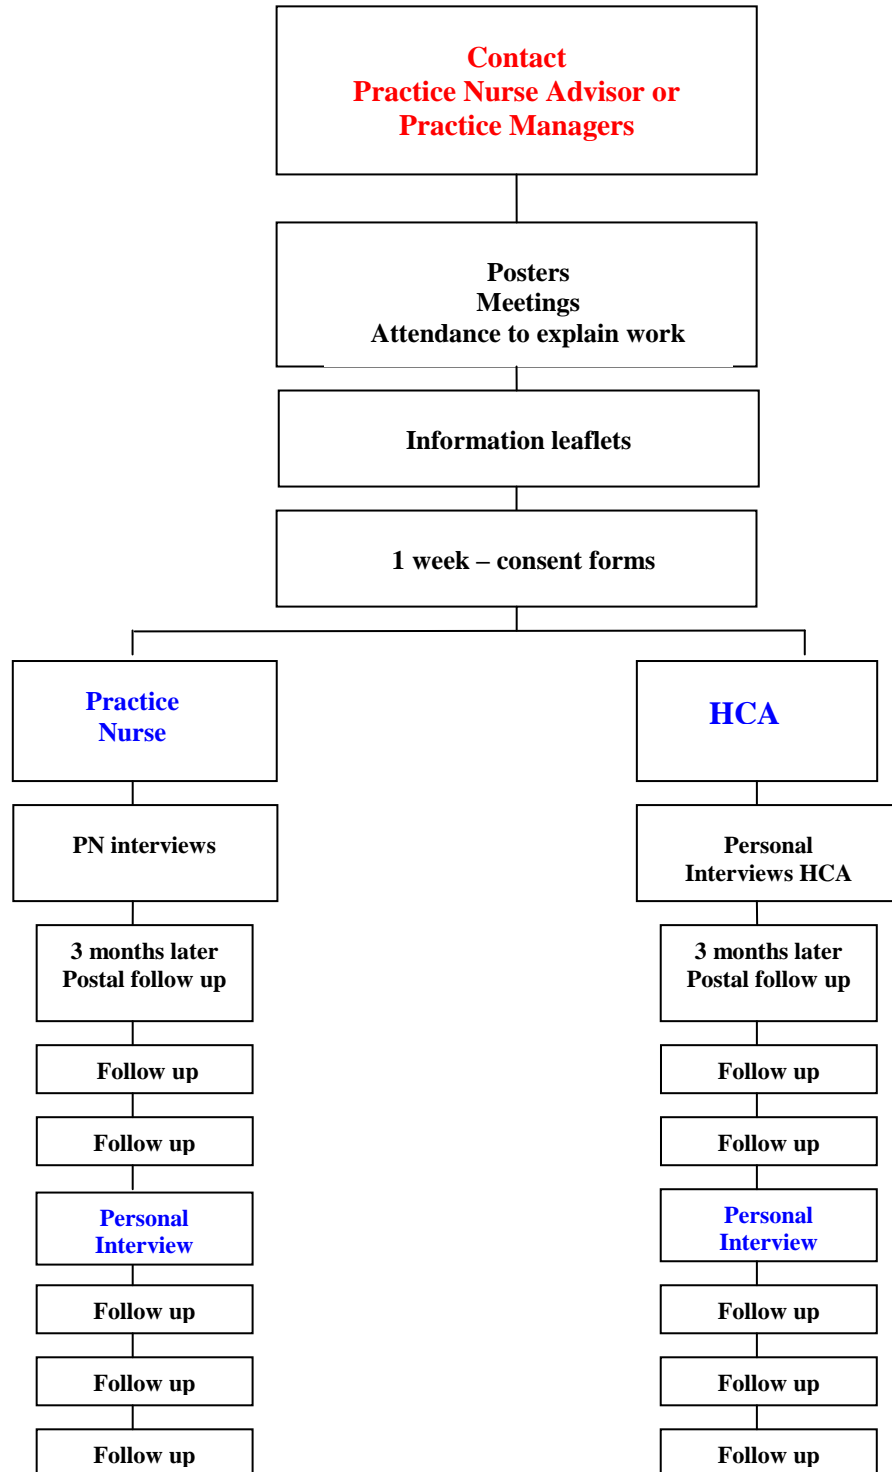 Contact
Practice Nurse Advisor or
Practice Managers
Posters
Meetings
Attendance to explain work
Information leaflets
1 week – consent forms
Practice
Nurse
HCA
PN interviews
Personal
Interviews HCA
3 months later
Postal follow up
3 months later
Postal follow up
Follow up
Follow up
Follow up
Follow up
Personal
Interview
Personal
Interview
Follow up
Follow up
Follow up
Follow up
Follow up
Follow up